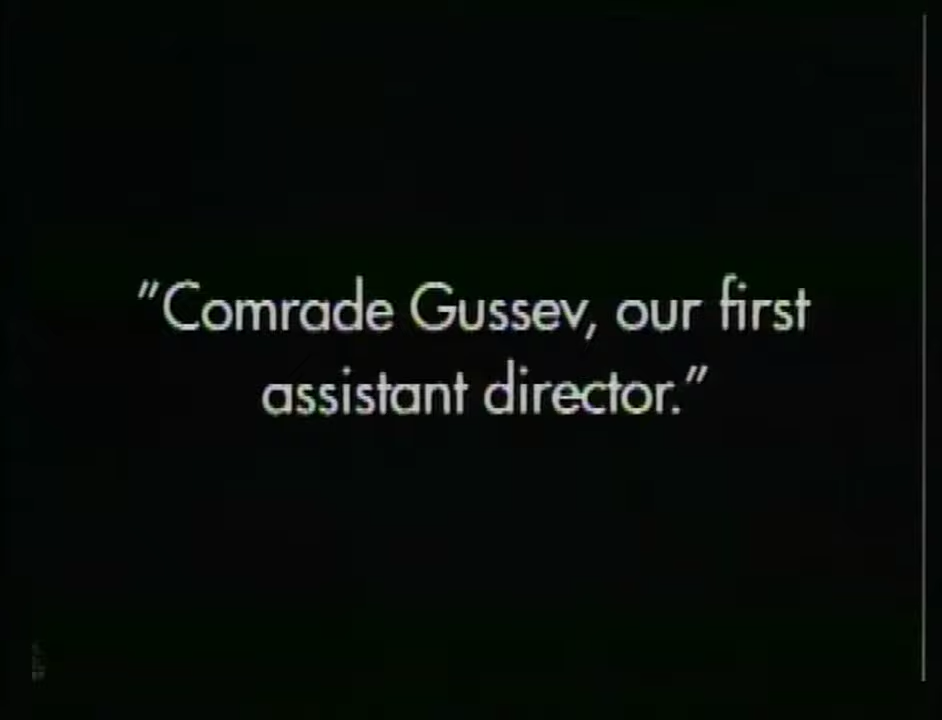 "Comrade Gussev, our first
assistant director."